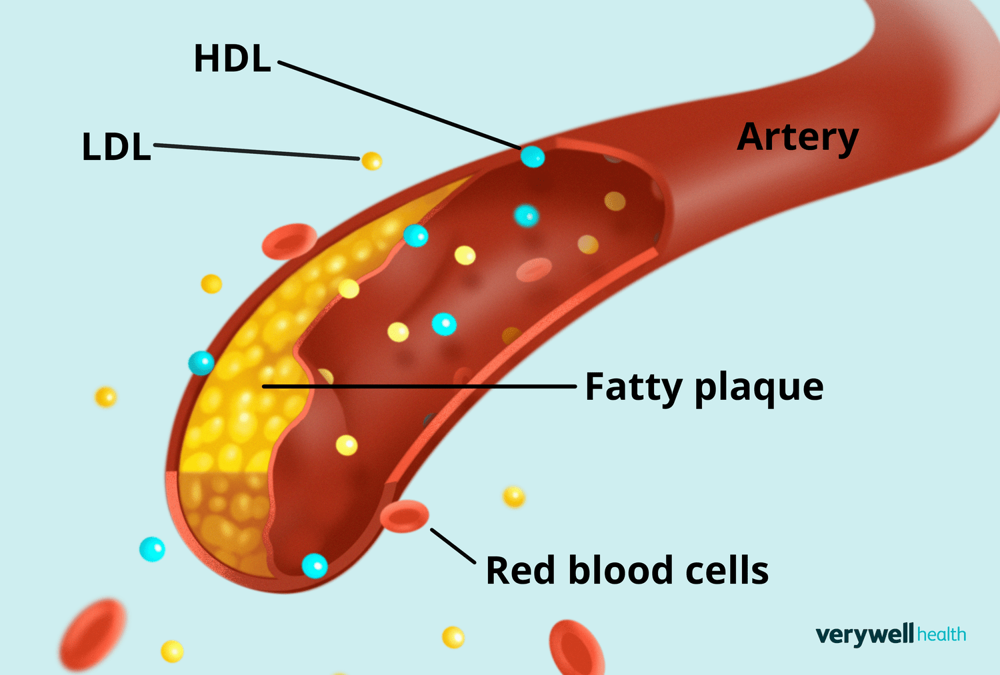 HDL
LDL
Artery
Fatty plaque
Red blood cells
verywell health